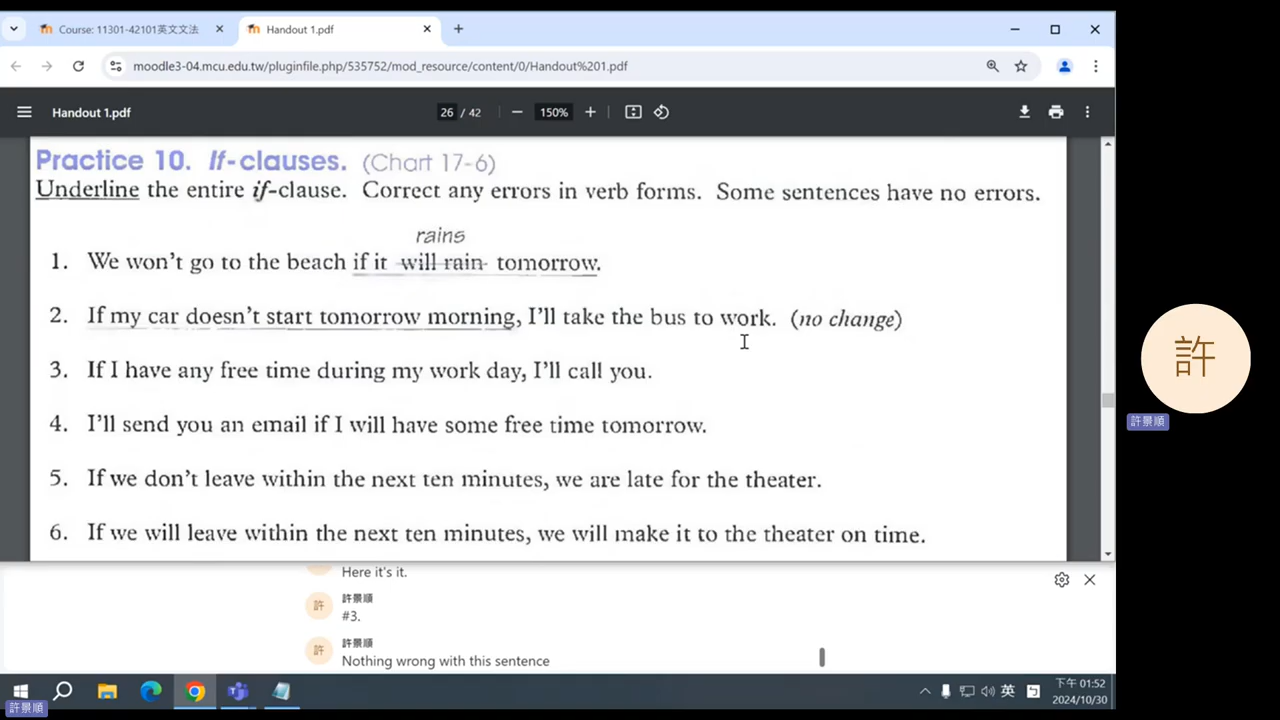 Course: 11301-42101英文文法
Handout 1.pdf
moodle3-04.mcu.edu.tw/pluginfile.php/535752/mod_resource/content/0/Handout%201.pdf
Handout 1.pdf
26 / 42
150%
Practice 10. If-clauses. (Chart 17-6)
Underline the entire if-clause. Correct any errors in verb forms. Some sentences have no errors.
rains
1. We won't go to the beach if it will rain tomorrow.
2. If my car doesn't start tomorrow morning, I'll take the bus to work. (no change)
3. If I have any free time during my work day, I'll call you.
4. I'll send you an email if I will have some free time tomorrow.
5. If we don't leave within the next ten minutes, we are late for the theater.
6. If we will leave within the next ten minutes, we will make it to the theater on time.
許
許景順
Here it's it.
許
許景順
#3.
許
許景順
Nothing wrong with this sentence
英
下午 01:52
2024/10/30
許景順